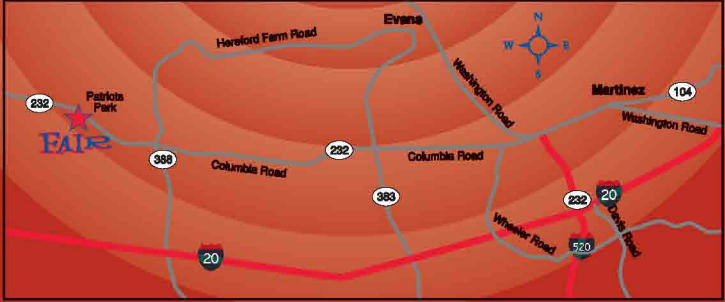 Evans
N
Hereford Farm Road
W
E
S
Washington Road
Martinez
104
232
Patriots
Park
FAIR
Washington Road
388
232
Columbia Road
Columbia Road
383
232
20
Davis Road
Wheeler Road
520
20